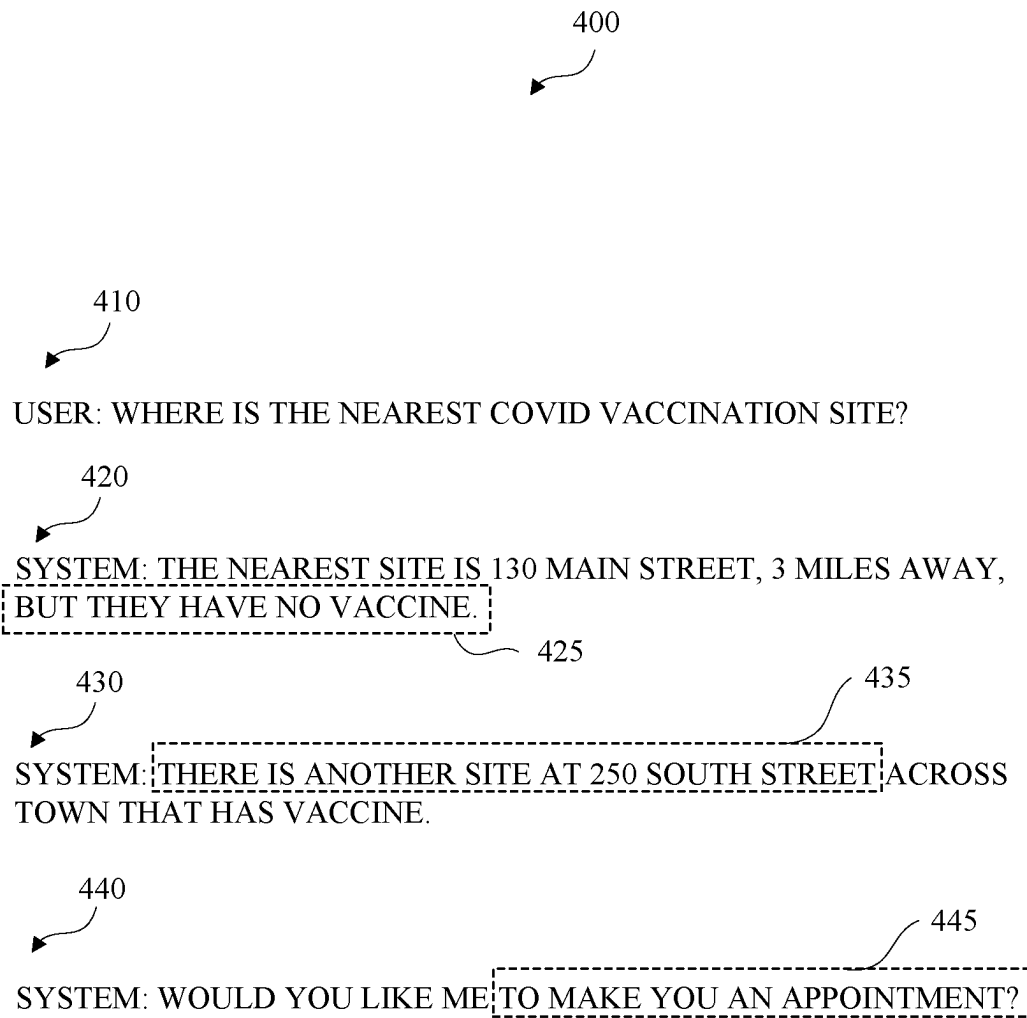 400
410
USER: WHERE IS THE NEAREST COVID VACCINATION SITE?
420
SYSTEM: THE NEAREST SITE IS 130 MAIN STREET, 3 MILES AWAY,
BUT THEY HAVE NO VACCINE.
425
430
435
SYSTEM: THERE IS ANOTHER SITE AT 250 SOUTH STREET ACROSS
TOWN THAT HAS VACCINE.
440
445
SYSTEM: WOULD YOU LIKE ME TO MAKE YOU AN APPOINTMENT?